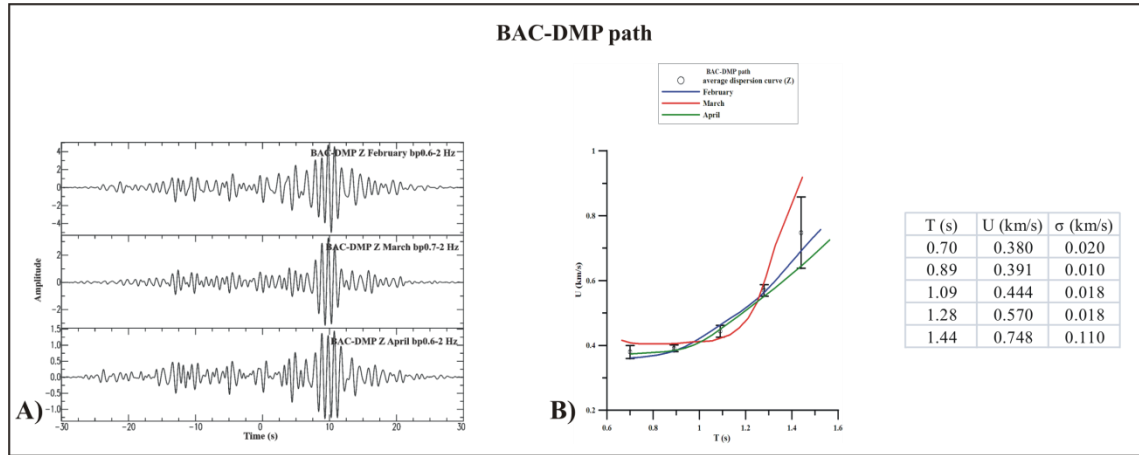 BAC-DMP path
BAC-DMP path
average dispersion curve (Z)
February
March
April
BAC-DMP Z February bp0.6-2 Hz
4
2
0
−2
−4
BAC-DMP Z March bp0.7-2 Hz
2
0
−2
Amplitude
BAC-DMP Z April bp0.6-2 Hz
1.5
1.0
0.5
0.0
−0.5
−1.0
−30 −20 −10 0 10 20 30
Time (s)
A)
1
0.8
0.6
0.4
0.2
U (km/s)
0.6 0.8 1 1.2 1.4 1.6
T (s)
B)
T (s) U (km/s) σ (km/s)
0.70 0.380 0.020
0.89 0.391 0.010
1.09 0.444 0.018
1.28 0.570 0.018
1.44 0.748 0.110